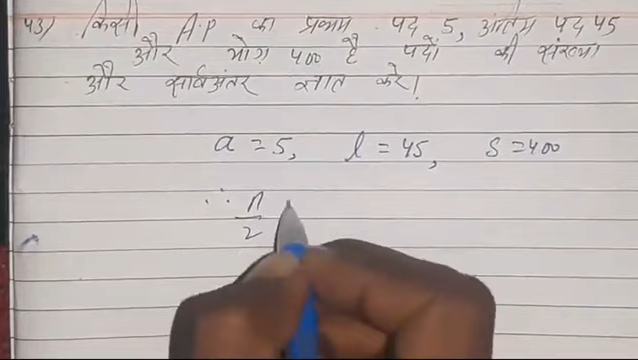 43) किसी A.P का प्रथम पद 5, अंतिम पद 45
और योग 400 है पदों की संख्या
और सार्वअंतर ज्ञात करे।
a = 5, l = 45, S = 400
∴ n/2